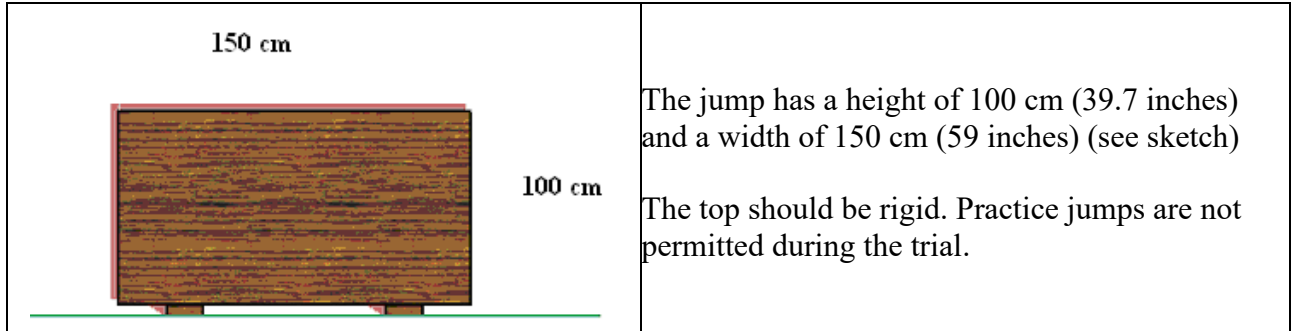 150 cm
100 cm
The jump has a height of 100 cm (39.7 inches)
and a width of 150 cm (59 inches) (see sketch)
The top should be rigid. Practice jumps are not
permitted during the trial.